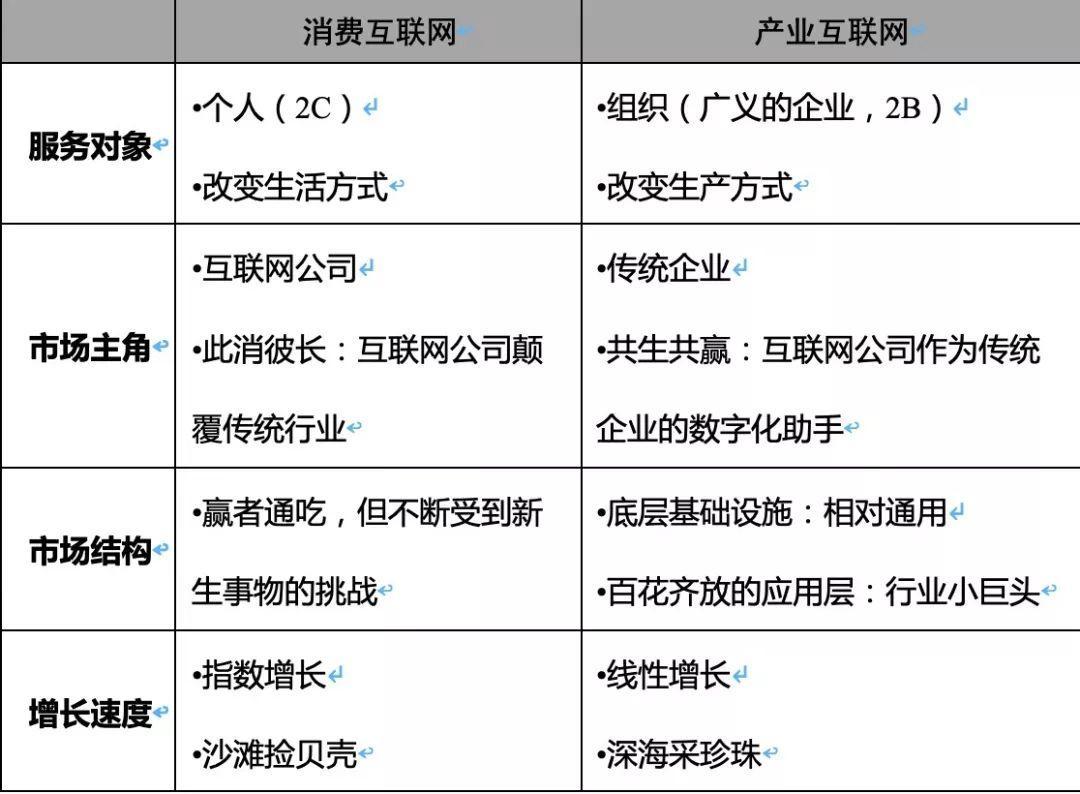 消费互联网
产业互联网
服务对象
•个人（2C）
•改变生活方式
•组织（广义的企业，2B）
•改变生产方式
市场主角
•互联网公司
•此消彼长：互联网公司颠
覆传统行业
•传统企业
•共生共赢：互联网公司作为传统
企业的数字化助手
市场结构
•赢者通吃，但不断受到新
生事物的挑战
•底层基础设施：相对通用
•百花齐放的应用层：行业小巨头
增长速度
•指数增长
•沙滩捡贝壳
•线性增长
•深海采珍珠